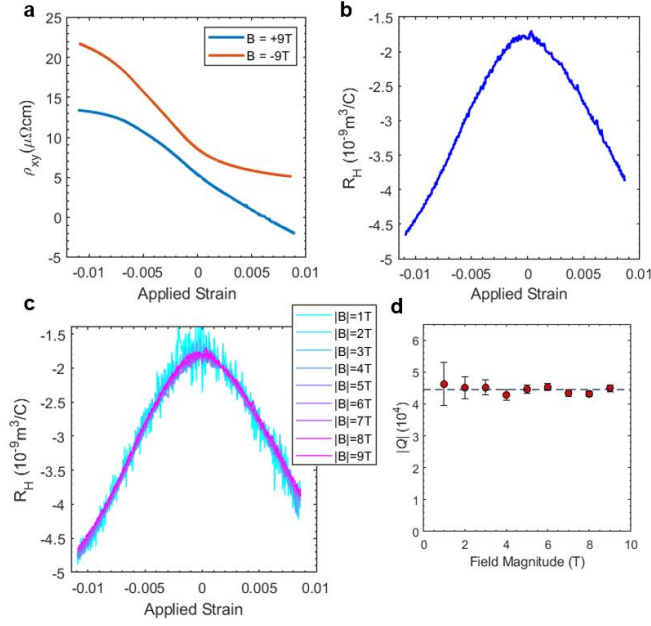 a
25
20
15
10
5
0
5
ρxy(μΩcm)
B = +9T
B = -9T
-0.01 -0.005 0 0.005 0.01
Applied Strain
b
-1.5
-2
-2.5
-3
-3.5
-4
-4.5
-5
RH (10⁻⁹m³/C)
-0.01 -0.005 0 0.005 0.01
Applied Strain
c
-1.5
-2
-2.5
-3
-3.5
-4
-4.5
-5
RH (10⁻⁹m³/C)
|B|=1T
|B|=2T
|B|=3T
|B|=4T
|B|=5T
|B|=6T
|B|=7T
|B|=8T
|B|=9T
-0.01 -0.005 0 0.005 0.01
Applied Strain
d
6
5
4
3
2
1
0
|Q| (10⁴)
0 2 4 6 8 10
Field Magnitude (T)